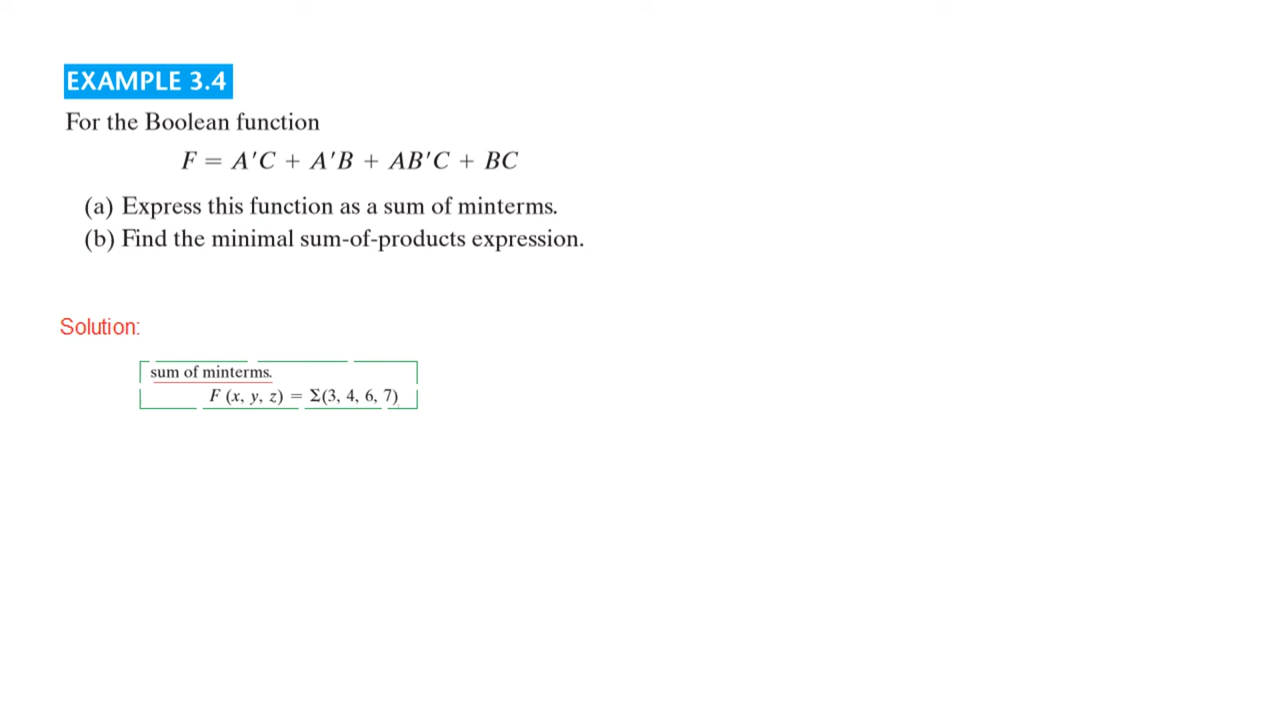 EXAMPLE 3.4
For the Boolean function
F = A′C + A′B + AB′C + BC
(a) Express this function as a sum of minterms.
(b) Find the minimal sum-of-products expression.
Solution:
sum of minterms.
F (x, y, z) = Σ(3, 4, 6, 7)